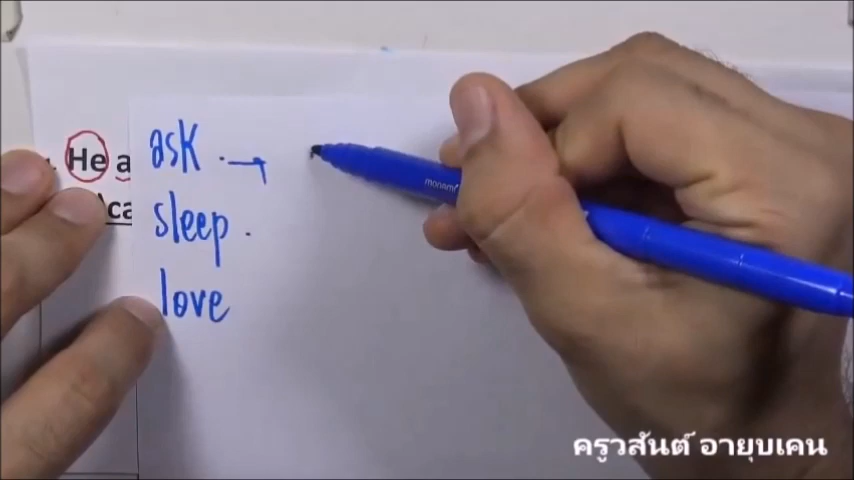 He a
ask →
Aca
sleep
love
monami
ครูวสันต์ อายุบเคน